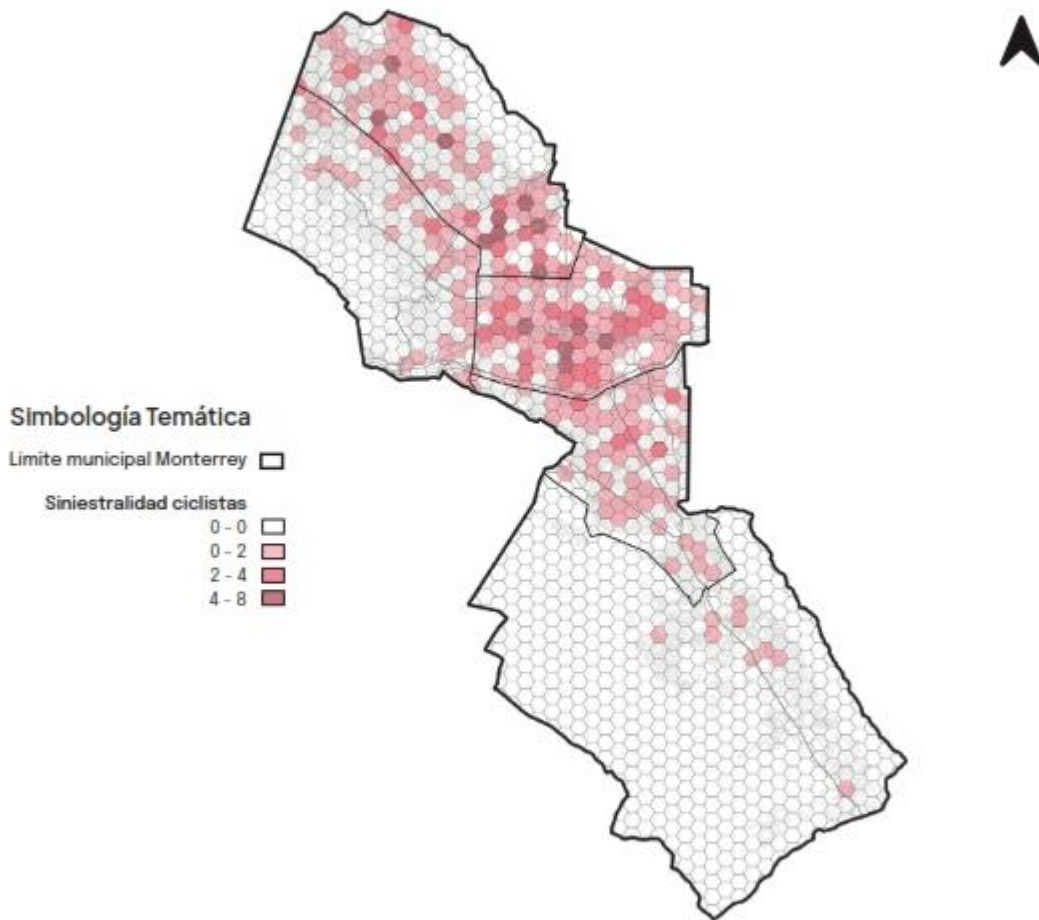 Simbología Temática
Limite municipal Monterrey
Siniestralidad ciclistas
0 - 0
0 - 2
2 - 4
4 - 8